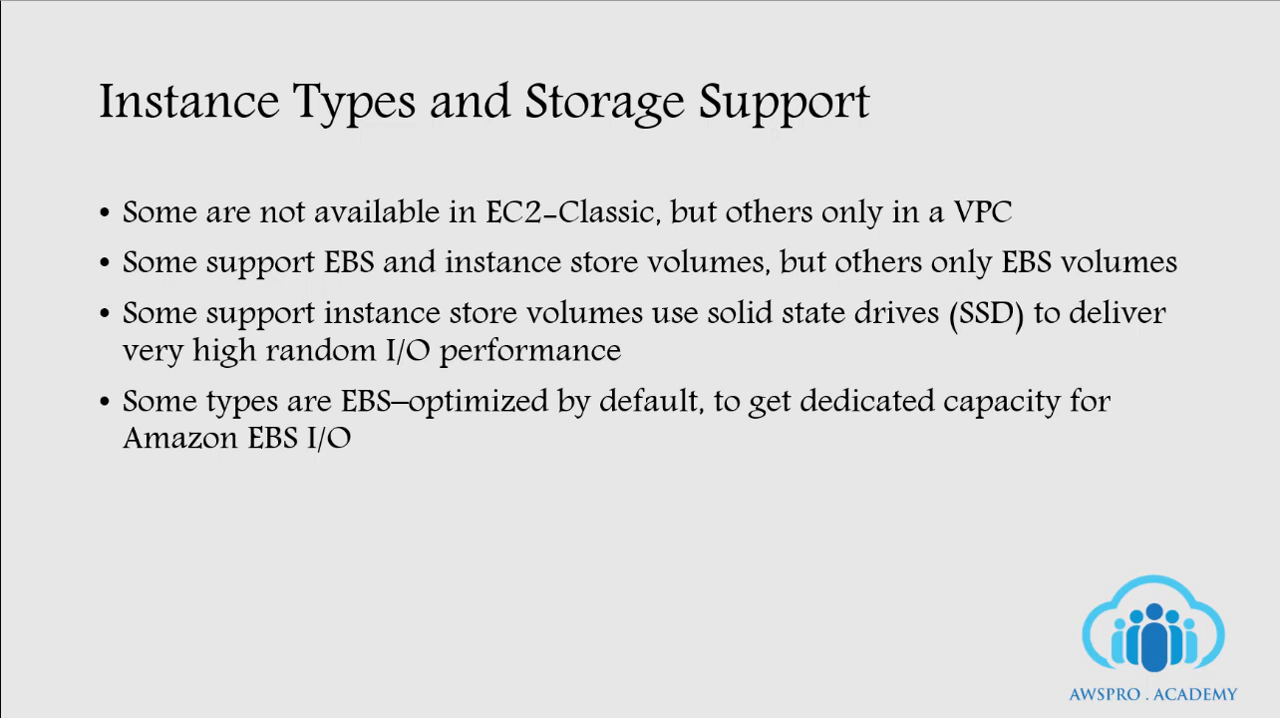 Instance Types and Storage Support
• Some are not available in EC2-Classic, but others only in a VPC
• Some support EBS and instance store volumes, but others only EBS volumes
• Some support instance store volumes use solid state drives (SSD) to deliver
very high random I/O performance
• Some types are EBS–optimized by default, to get dedicated capacity for
Amazon EBS I/O
AWSPRO . ACADEMY